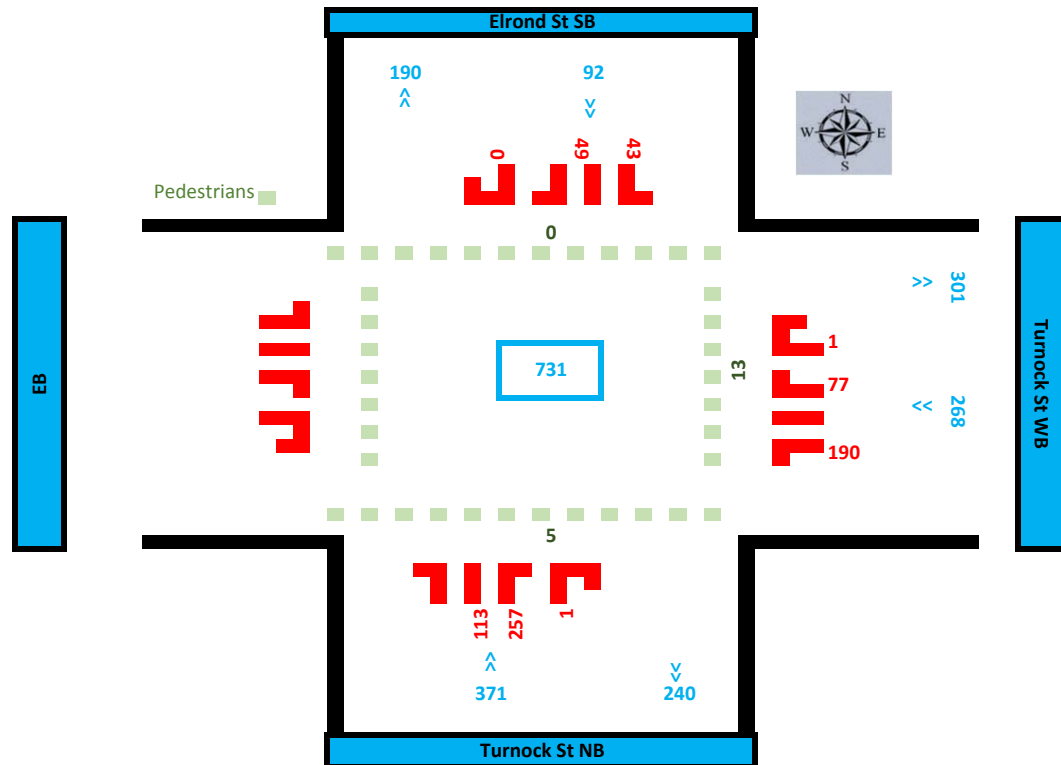 Elrond St SB
190
92
>>
>>
N
W
E
S
0
49
43
Pedestrians
0
>>
301
1
13
731
77
EB
>>
268
Turnock St WB
190
5
113
257
1
>>
>>
371
240
Turnock St NB